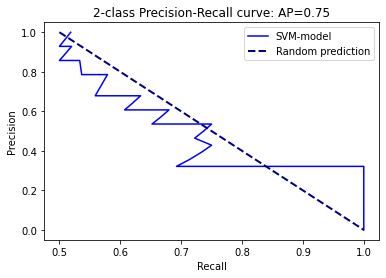 2-class Precision-Recall curve: AP=0.75
SVM-model
Random prediction
Precision
1.0
0.8
0.6
0.4
0.2
0.0
0.5
0.6
0.7
0.8
0.9
1.0
Recall